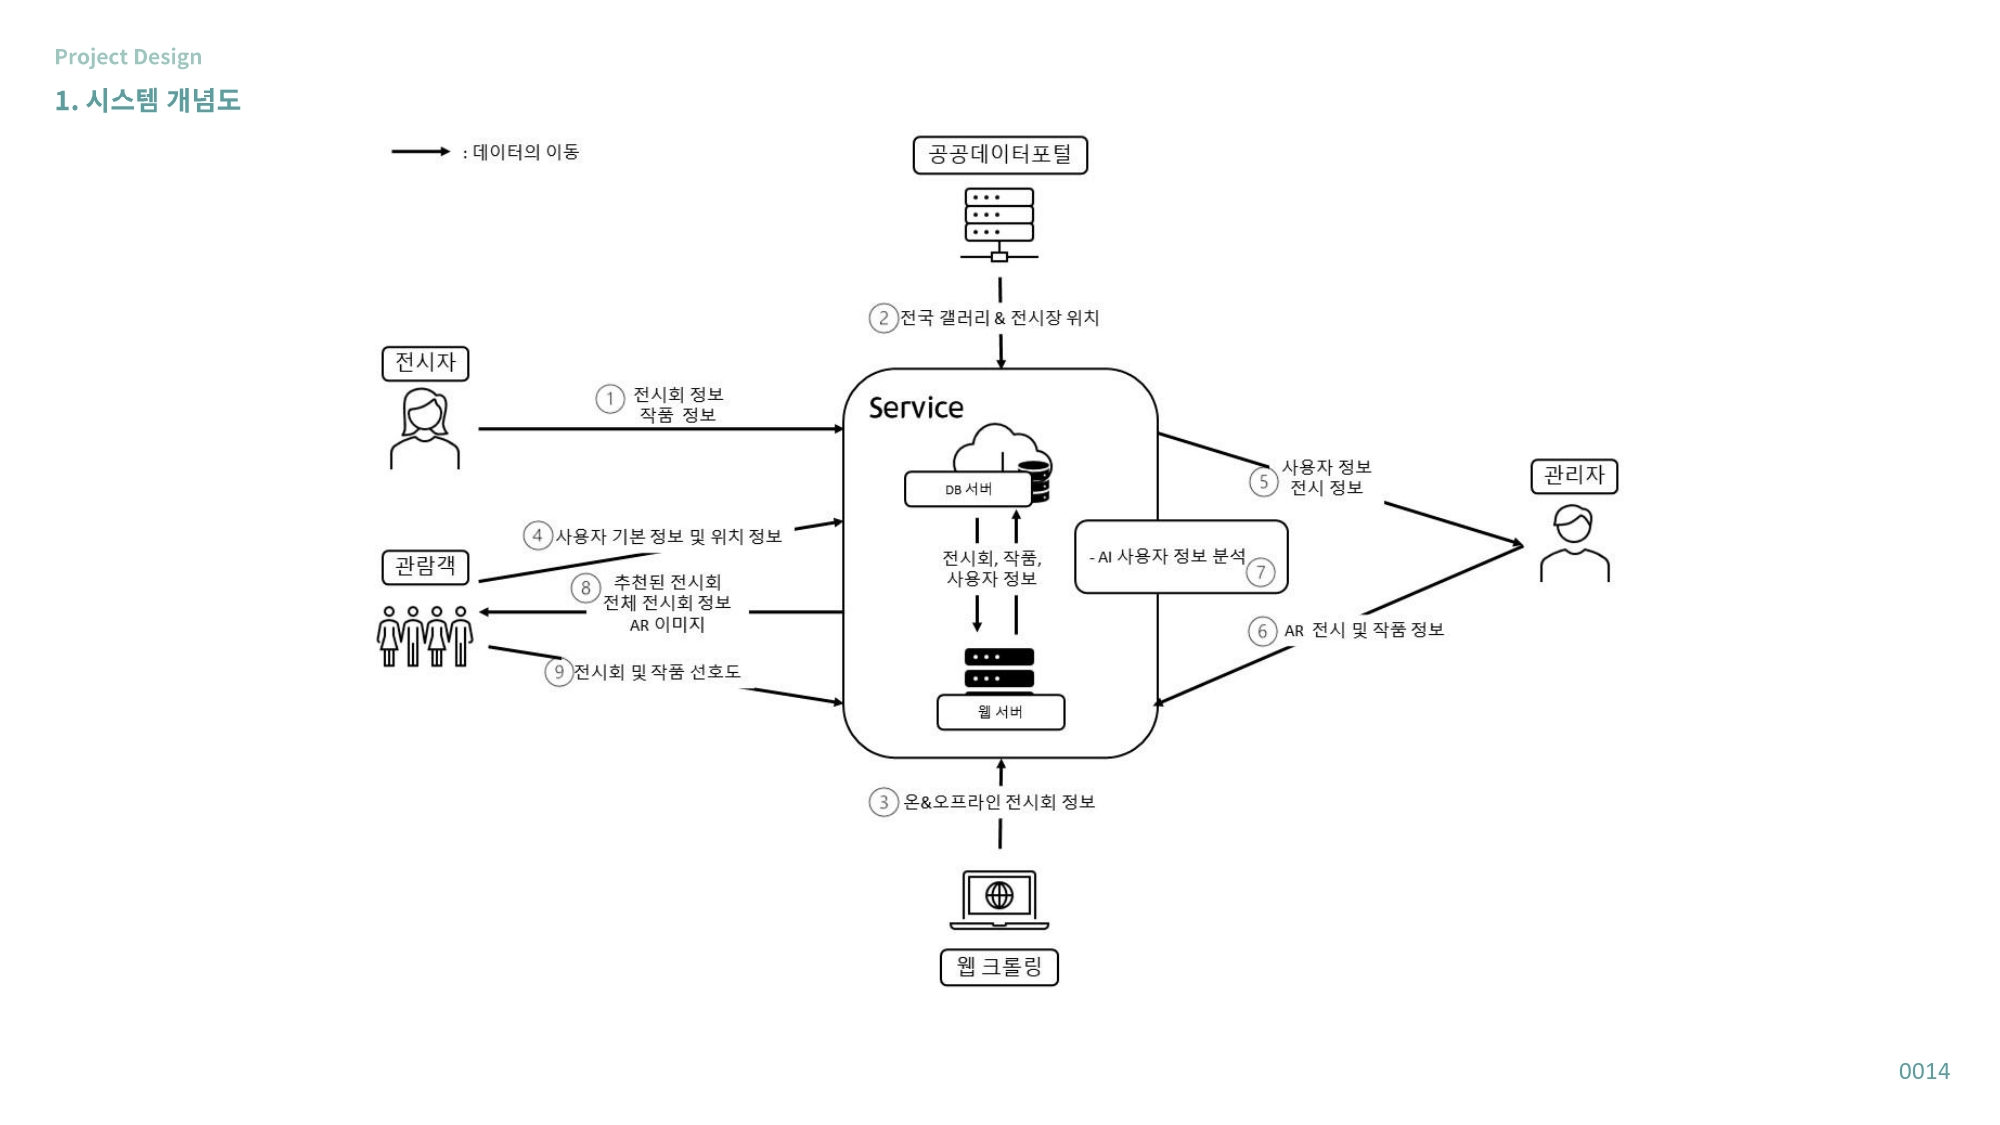 Project Design
1. 시스템 개념도
: 데이터의 이동
공공데이터포털
2 전국 갤러리 & 전시장 위치
전시자
1 전시회 정보
작품 정보
Service
DB 서버
5 사용자 정보
전시 정보
관리자
4 사용자 기본 정보 및 위치 정보
관람객
8 추천된 전시회
전체 전시회 정보
AR 이미지
전시회, 작품,
사용자 정보
- AI 사용자 정보 분석 7
6 AR 전시 및 작품 정보
9 전시회 및 작품 선호도
웹 서버
3 온&오프라인 전시회 정보
웹 크롤링
0014